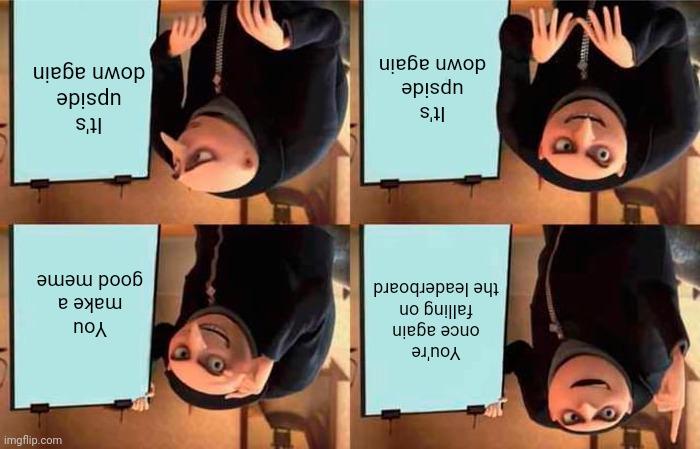 You're
once again
falling on
the leaderboard
You
make a
good meme
It's
upside
down again
It's
upside
down again
imgflip.com